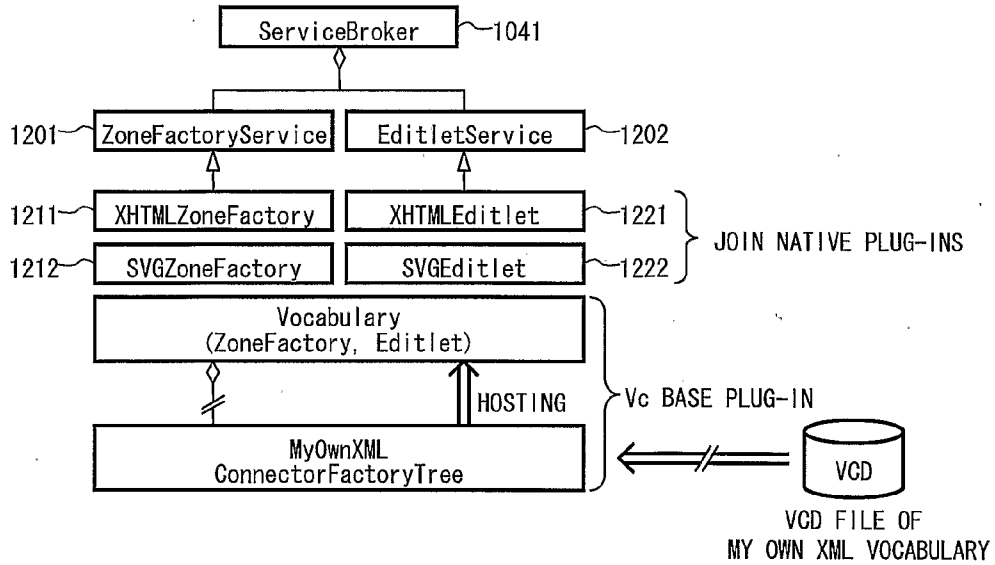 ServiceBroker 1041
1201 ZoneFactoryService EditletService 1202
1211 XHTMLZoneFactory XHTMLEditlet 1221
JOIN NATIVE PLUG-INS
1212 SVGZoneFactory SVGEditlet 1222
Vocabulary
(ZoneFactory, Editlet)
HOSTING
Vc BASE PLUG-IN
MyOwnXML
ConnectorFactoryTree
VCD
VCD FILE OF
MY OWN XML VOCABULARY